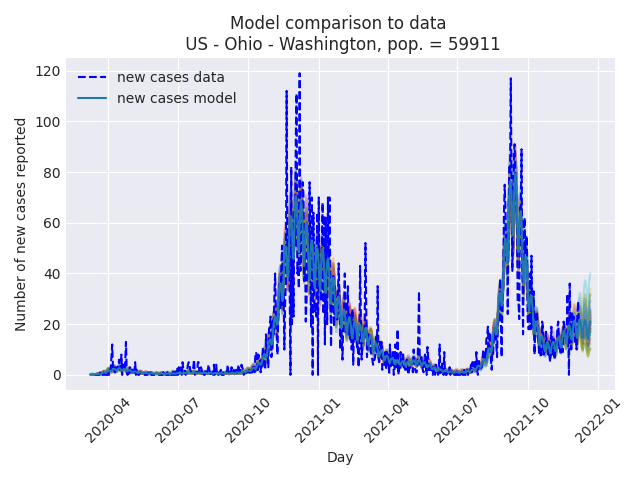 Model comparison to data
US - Ohio - Washington, pop. = 59911
new cases data
new cases model
Number of new cases reported
120
100
80
60
40
20
0
2020-04
2020-07
2020-10
2021-01
2021-04
2021-07
2021-10
2022-01
Day